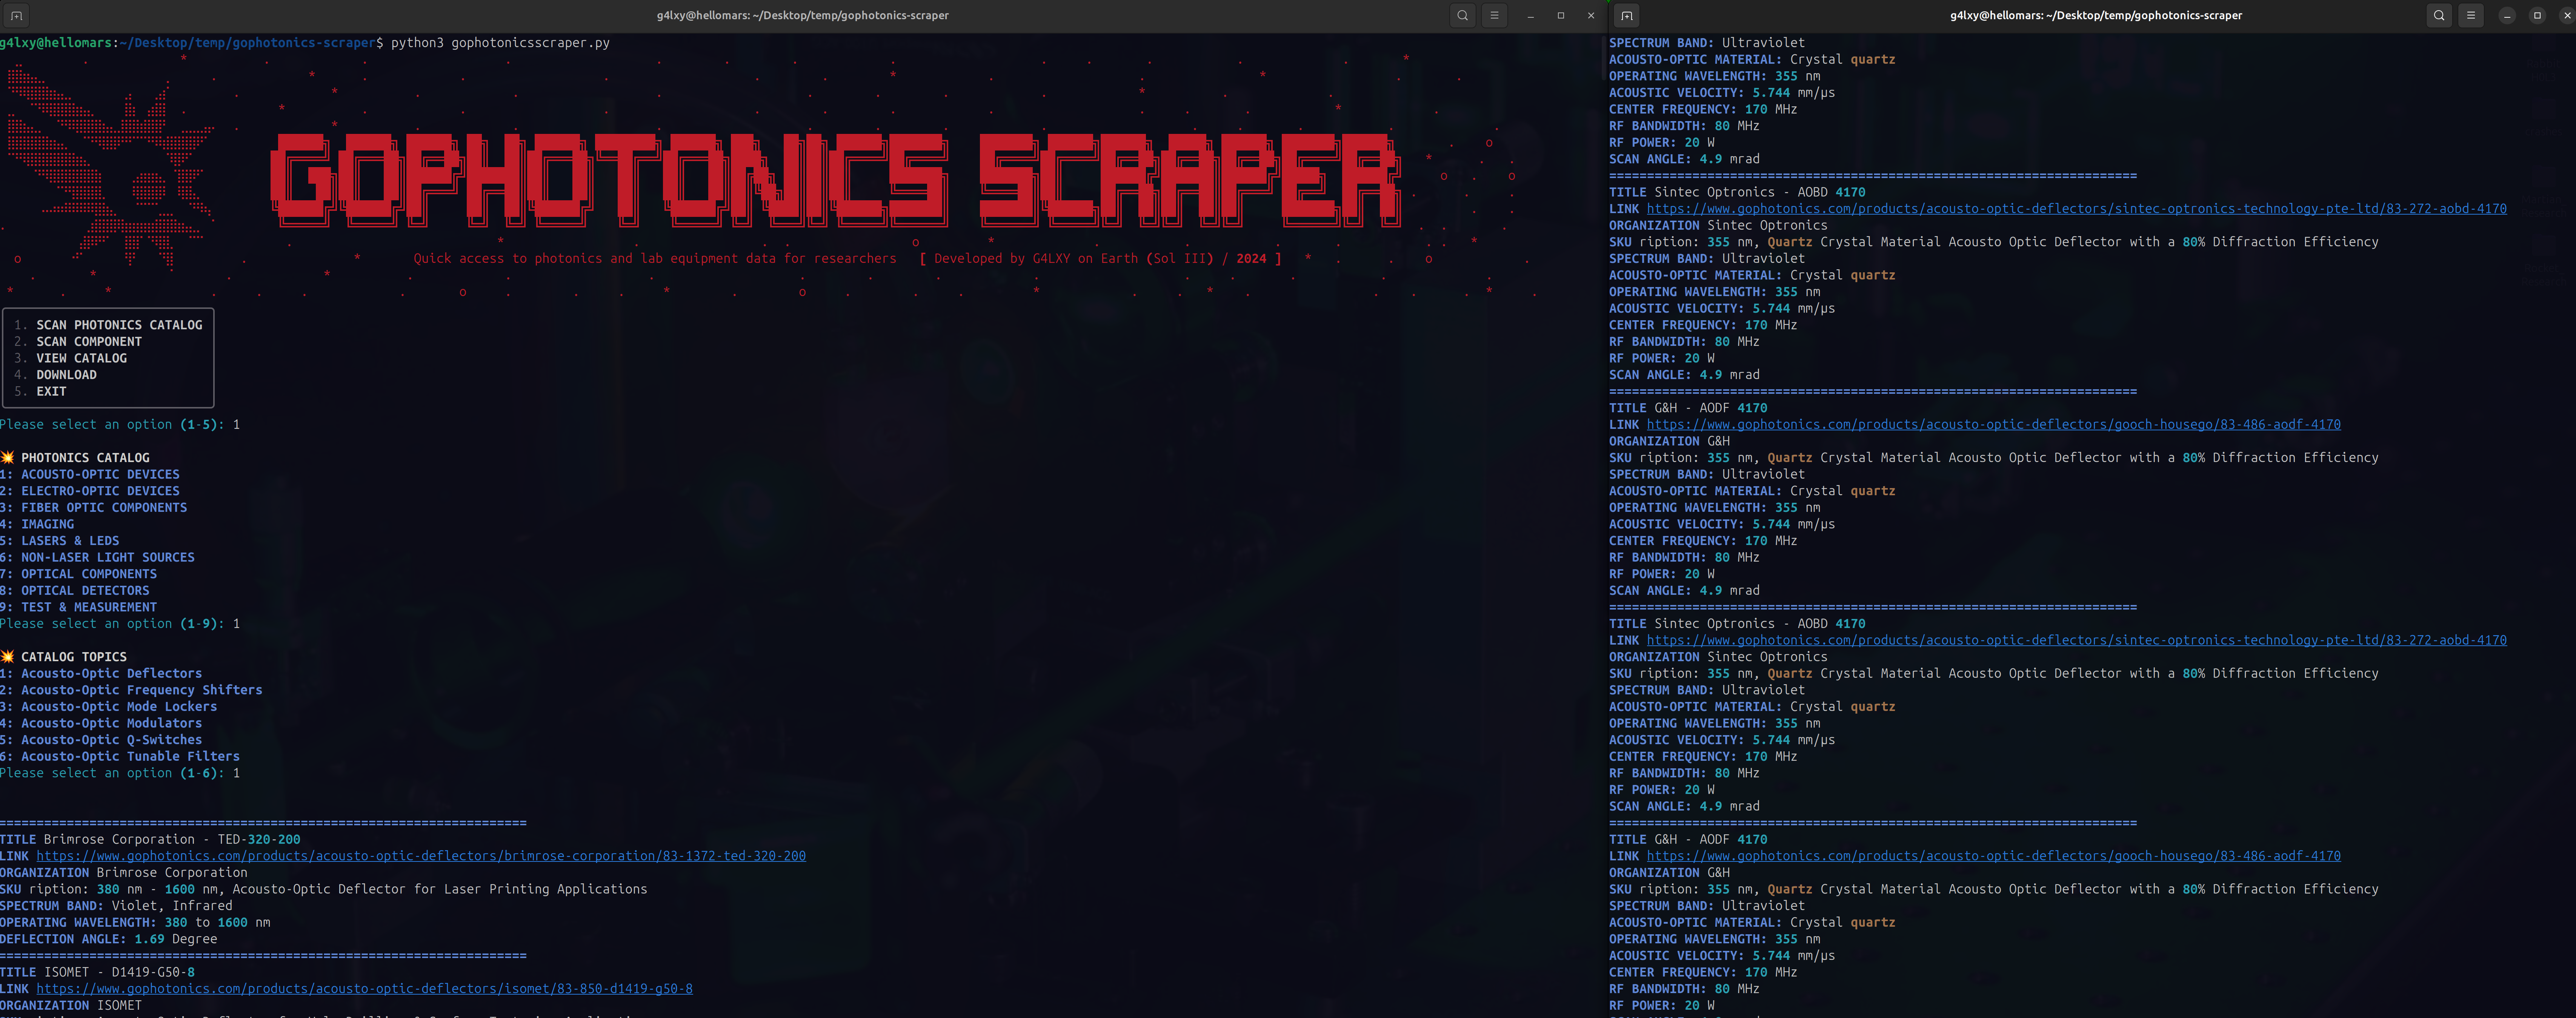 g4lxy@hellomars: ~/Desktop/temp/gophotonics-scraper
g4lxy@hellomars:~/Desktop/temp/gophotonics-scraper$ python3 gophotonicsscraper.py
GOPHOTONICS SCRAPER
Quick access to photonics and lab equipment data for researchers [ Developed by G4LXY on Earth (Sol III) / 2024 ]
1. SCAN PHOTONICS CATALOG
2. SCAN COMPONENT
3. VIEW CATALOG
4. DOWNLOAD
5. EXIT
Please select an option (1-5): 1
PHOTONICS CATALOG
1: ACOUSTO-OPTIC DEVICES
2: ELECTRO-OPTIC DEVICES
3: FIBER OPTIC COMPONENTS
4: IMAGING
5: LASERS & LEDS
6: NON-LASER LIGHT SOURCES
7: OPTICAL COMPONENTS
8: OPTICAL DETECTORS
9: TEST & MEASUREMENT
Please select an option (1-9): 1
CATALOG TOPICS
1: Acousto-Optic Deflectors
2: Acousto-Optic Frequency Shifters
3: Acousto-Optic Mode Lockers
4: Acousto-Optic Modulators
5: Acousto-Optic Q-Switches
6: Acousto-Optic Tunable Filters
Please select an option (1-6): 1
======================================================================
TITLE Brimrose Corporation - TED-320-200
LINK https://www.gophotonics.com/products/acousto-optic-deflectors/brimrose-corporation/83-1372-ted-320-200
ORGANIZATION Brimrose Corporation
SKU ription: 380 nm - 1600 nm, Acousto-Optic Deflector for Laser Printing Applications
SPECTRUM BAND: Violet, Infrared
OPERATING WAVELENGTH: 380 to 1600 nm
DEFLECTION ANGLE: 1.69 Degree
======================================================================
TITLE ISOMET - D1419-G50-8
LINK https://www.gophotonics.com/products/acousto-optic-deflectors/isomet/83-850-d1419-g50-8
ORGANIZATION ISOMET
g4lxy@hellomars: ~/Desktop/temp/gophotonics-scraper
SPECTRUM BAND: Ultraviolet
ACOUSTO-OPTIC MATERIAL: Crystal quartz
OPERATING WAVELENGTH: 355 nm
ACOUSTIC VELOCITY: 5.744 mm/µs
CENTER FREQUENCY: 170 MHz
RF BANDWIDTH: 80 MHz
RF POWER: 20 W
SCAN ANGLE: 4.9 mrad
======================================================================
TITLE Sintec Optronics - AOBD 4170
LINK https://www.gophotonics.com/products/acousto-optic-deflectors/sintec-optronics-technology-pte-ltd/83-272-aobd-4170
ORGANIZATION Sintec Optronics
SKU ription: 355 nm, Quartz Crystal Material Acousto Optic Deflector with a 80% Diffraction Efficiency
SPECTRUM BAND: Ultraviolet
ACOUSTO-OPTIC MATERIAL: Crystal quartz
OPERATING WAVELENGTH: 355 nm
ACOUSTIC VELOCITY: 5.744 mm/µs
CENTER FREQUENCY: 170 MHz
RF BANDWIDTH: 80 MHz
RF POWER: 20 W
SCAN ANGLE: 4.9 mrad
======================================================================
TITLE G&H - AODF 4170
LINK https://www.gophotonics.com/products/acousto-optic-deflectors/gooch-housego/83-486-aodf-4170
ORGANIZATION G&H
SKU ription: 355 nm, Quartz Crystal Material Acousto Optic Deflector with a 80% Diffraction Efficiency
SPECTRUM BAND: Ultraviolet
ACOUSTO-OPTIC MATERIAL: Crystal quartz
OPERATING WAVELENGTH: 355 nm
ACOUSTIC VELOCITY: 5.744 mm/µs
CENTER FREQUENCY: 170 MHz
RF BANDWIDTH: 80 MHz
RF POWER: 20 W
SCAN ANGLE: 4.9 mrad
======================================================================
TITLE Sintec Optronics - AOBD 4170
LINK https://www.gophotonics.com/products/acousto-optic-deflectors/sintec-optronics-technology-pte-ltd/83-272-aobd-4170
ORGANIZATION Sintec Optronics
SKU ription: 355 nm, Quartz Crystal Material Acousto Optic Deflector with a 80% Diffraction Efficiency
SPECTRUM BAND: Ultraviolet
ACOUSTO-OPTIC MATERIAL: Crystal quartz
OPERATING WAVELENGTH: 355 nm
ACOUSTIC VELOCITY: 5.744 mm/µs
CENTER FREQUENCY: 170 MHz
RF BANDWIDTH: 80 MHz
RF POWER: 20 W
SCAN ANGLE: 4.9 mrad
======================================================================
TITLE G&H - AODF 4170
LINK https://www.gophotonics.com/products/acousto-optic-deflectors/gooch-housego/83-486-aodf-4170
ORGANIZATION G&H
SKU ription: 355 nm, Quartz Crystal Material Acousto Optic Deflector with a 80% Diffraction Efficiency
SPECTRUM BAND: Ultraviolet
ACOUSTO-OPTIC MATERIAL: Crystal quartz
OPERATING WAVELENGTH: 355 nm
ACOUSTIC VELOCITY: 5.744 mm/µs
CENTER FREQUENCY: 170 MHz
RF BANDWIDTH: 80 MHz
RF POWER: 20 W